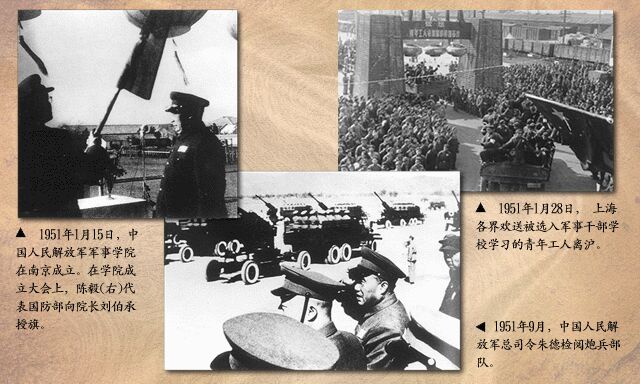 ▲ 1951年1月15日，中
国人民解放军军事学院
在南京成立。在学院成
立大会上，陈毅(右)代
表国防部向院长刘伯承
授旗。
▲ 1951年1月28日， 上海
各界欢送被选入军事干部学
校学习的青年工人离沪。
◀ 1951年9月，中国人民解
放军总司令朱德检阅炮兵部
队。